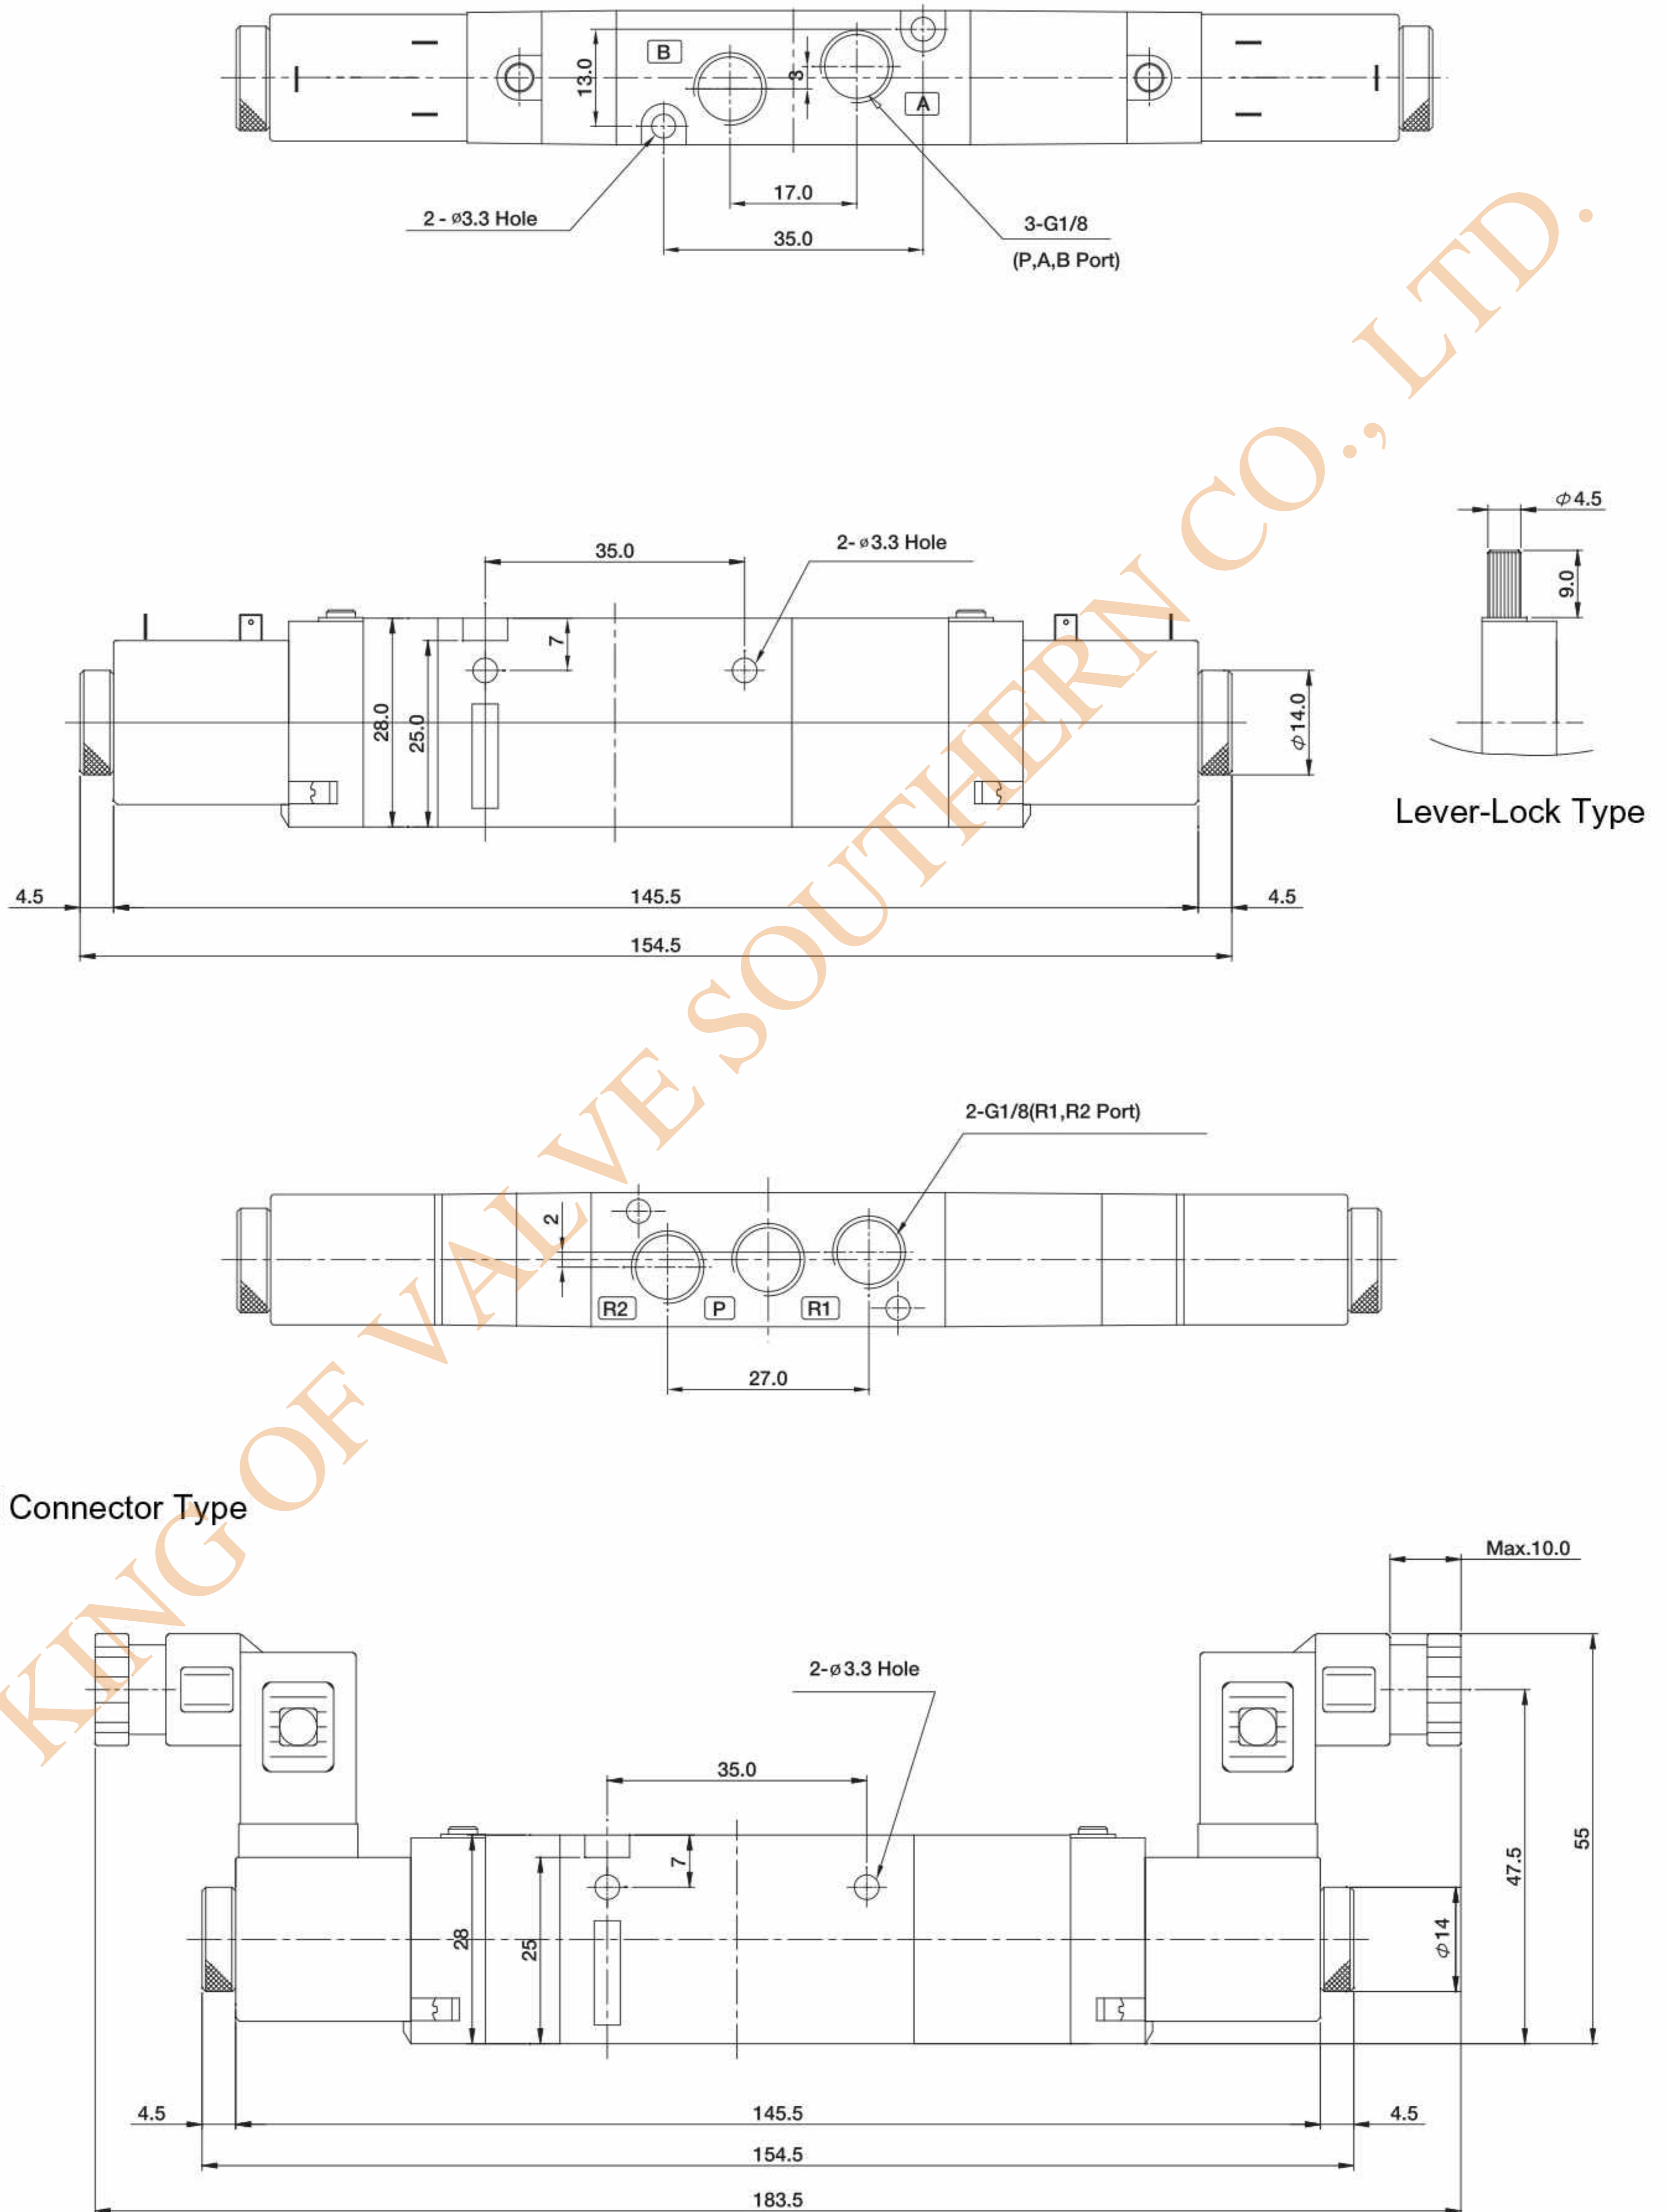 B
13.0
3
A
17.0
2 - ø3.3 Hole
3-G1/8
35.0
(P,A,B Port)
Φ4.5
35.0
2- ø3.3 Hole
9.0
7
28.0
25.0
Φ14.0
Lever-Lock Type
4.5
145.5
4.5
154.5
2-G1/8(R1,R2 Port)
2
R2
P
R1
27.0
Connector Type
Max.10.0
2-ø3.3 Hole
35.0
7
55
47.5
28
25
Φ14
4.5
145.5
4.5
154.5
183.5
KING OF VALVE SOUTHERN CO., LTD.